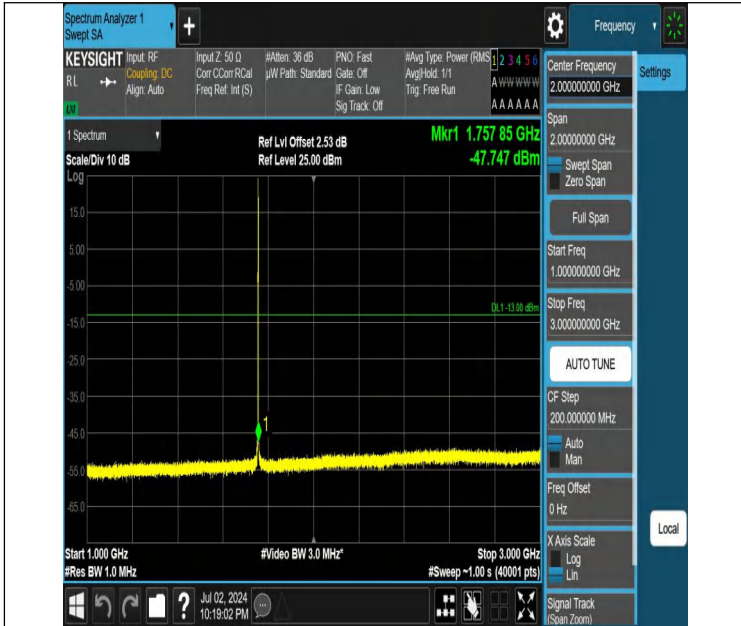 Spectrum Analyzer 1
Swept SA
+
Frequency
KEYSIGHT
RL
Input: RF
Coupling: DC
Align: Auto
Input Z: 50 Ω
Corr CCorr RCal
Freq Ref: Int (S)
#Atten: 36 dB
µW Path: Standard
PNO: Fast
Gate: Off
IF Gain: Low
Sig Track: Off
#Avg Type: Power (RMS
Avg|Hold: 1/1
Trig: Free Run
1 2 3 4 5 6
A W W W W W
A A A A A A
1 Spectrum
Scale/Div 10 dB
Ref Lvl Offset 2.53 dB
Ref Level 25.00 dBm
Mkr1 1.757 85 GHz
-47.747 dBm
Log
15.0
5.00
-5.00
DL1 -13.00 dBm
-15.0
-25.0
-35.0
1
-45.0
-55.0
-65.0
Start 1.000 GHz
#Res BW 1.0 MHz
#Video BW 3.0 MHz*
Stop 3.000 GHz
#Sweep ~1.00 s (40001 pts)
?
Jul 02, 2024
10:19:02 PM
Center Frequency
2.000000000 GHz
Settings
Span
2.00000000 GHz
Swept Span
Zero Span
Full Span
Start Freq
1.000000000 GHz
Stop Freq
3.000000000 GHz
AUTO TUNE
CF Step
200.000000 MHz
Auto
Man
Freq Offset
0 Hz
Local
X Axis Scale
Log
Lin
Signal Track
(Span Zoom)